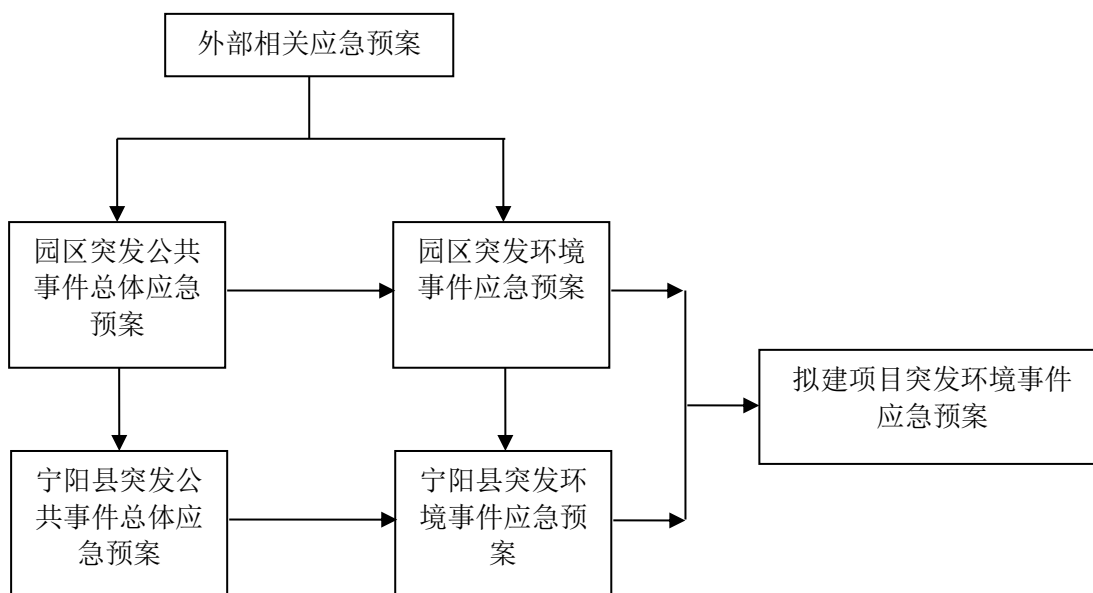 外部相关应急预案
园区突发公共
事件总体应急
预案
园区突发环境
事件应急预案
拟建项目突发环境事件
应急预案
宁阳县突发公
共事件总体应
急预案
宁阳县突发环
境事件应急预
案